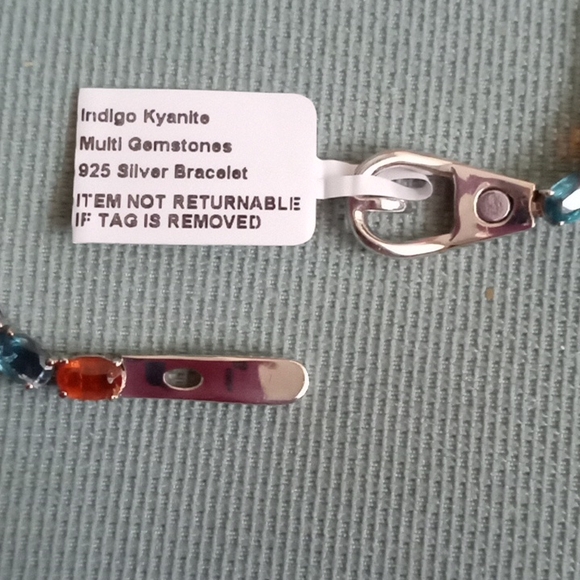 Indigo Kyanite
Multi Gemstones
925 Silver Bracelet
ITEM NOT RETURNABLE
IF TAG IS REMOVED